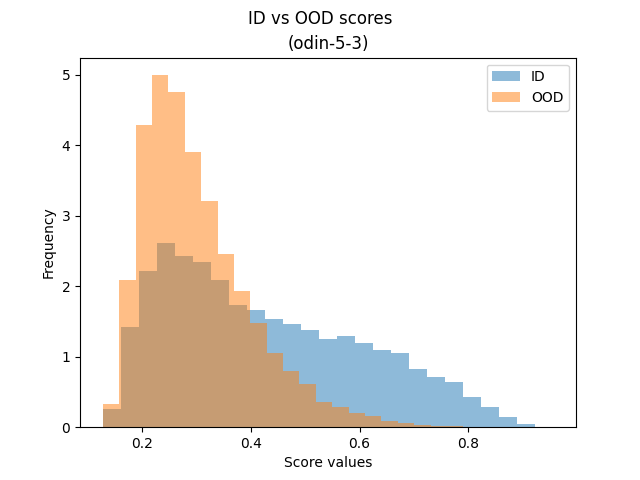 ID vs OOD scores
(odin-5-3)
ID
OOD
Frequency
5
4
3
2
1
0
0.2
0.4
0.6
0.8
Score values